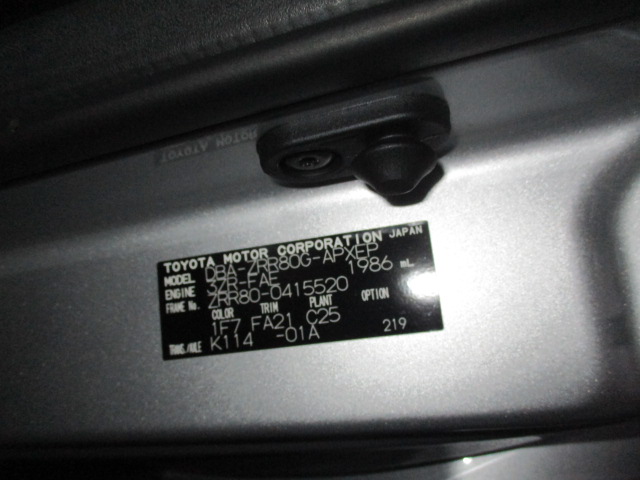 TOYOTA MOTOR CORPORATION JAPAN
MODEL DBA-ZRR80G-APXEP
ENGINE 3ZR-FAE 1986 mL
FRAME No. ZRR80-0415520
COLOR TRIM PLANT OPTION
1F7 FA21 C25
TRANS./AXLE K114 -01A 219